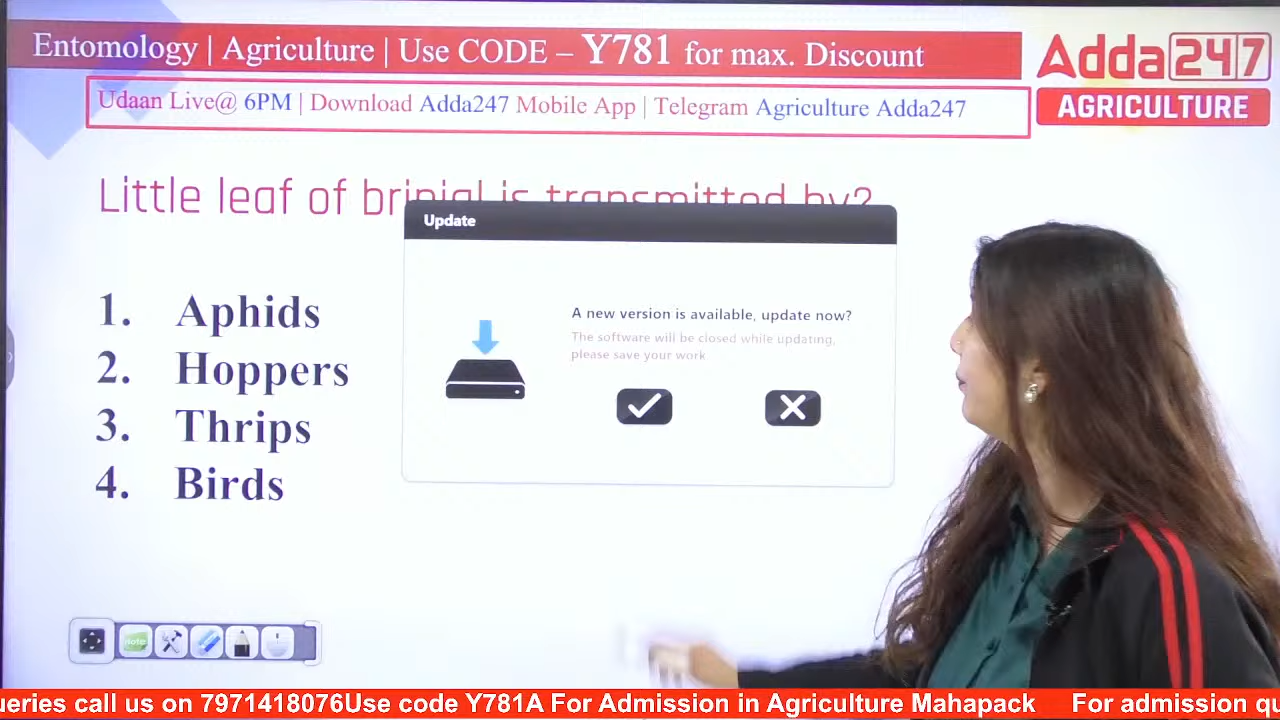 Entomology | Agriculture | Use CODE – Y781 for max. Discount
Adda247
AGRICULTURE
Udaan Live@ 6PM | Download Adda247 Mobile App | Telegram Agriculture Adda247
Little leaf of brinjal is transmitted by?
Update
A new version is available, update now?
The software will be closed while updating,
please save your work
1. Aphids
2. Hoppers
3. Thrips
4. Birds
note
ueries call us on 7971418076Use code Y781A For Admission in Agriculture Mahapack For admission qu